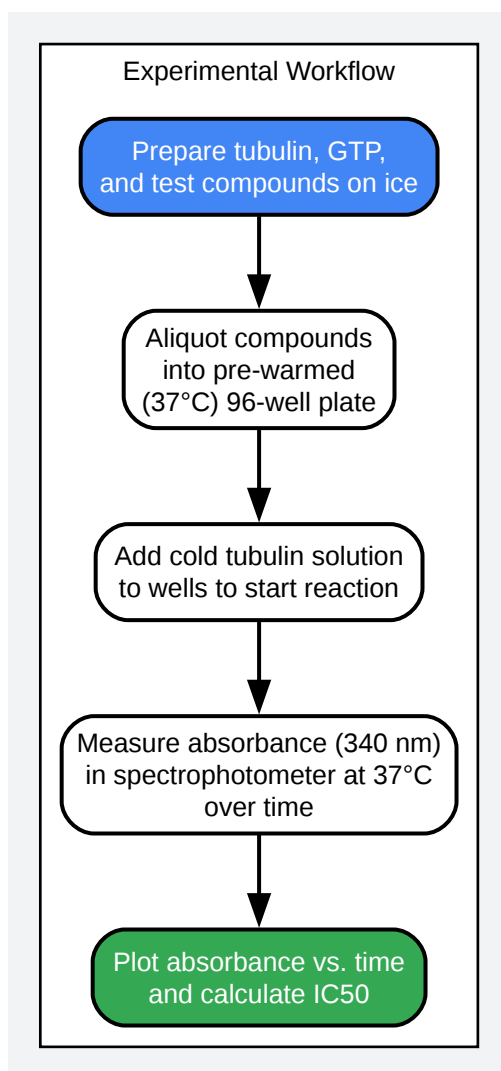 Experimental Workflow
Prepare tubulin, GTP,
and test compounds on ice
Aliquot compounds
into pre-warmed
(37°C) 96-well plate
Add cold tubulin solution
to wells to start reaction
Measure absorbance (340 nm)
in spectrophotometer at 37°C
over time
Plot absorbance vs. time
and calculate IC50